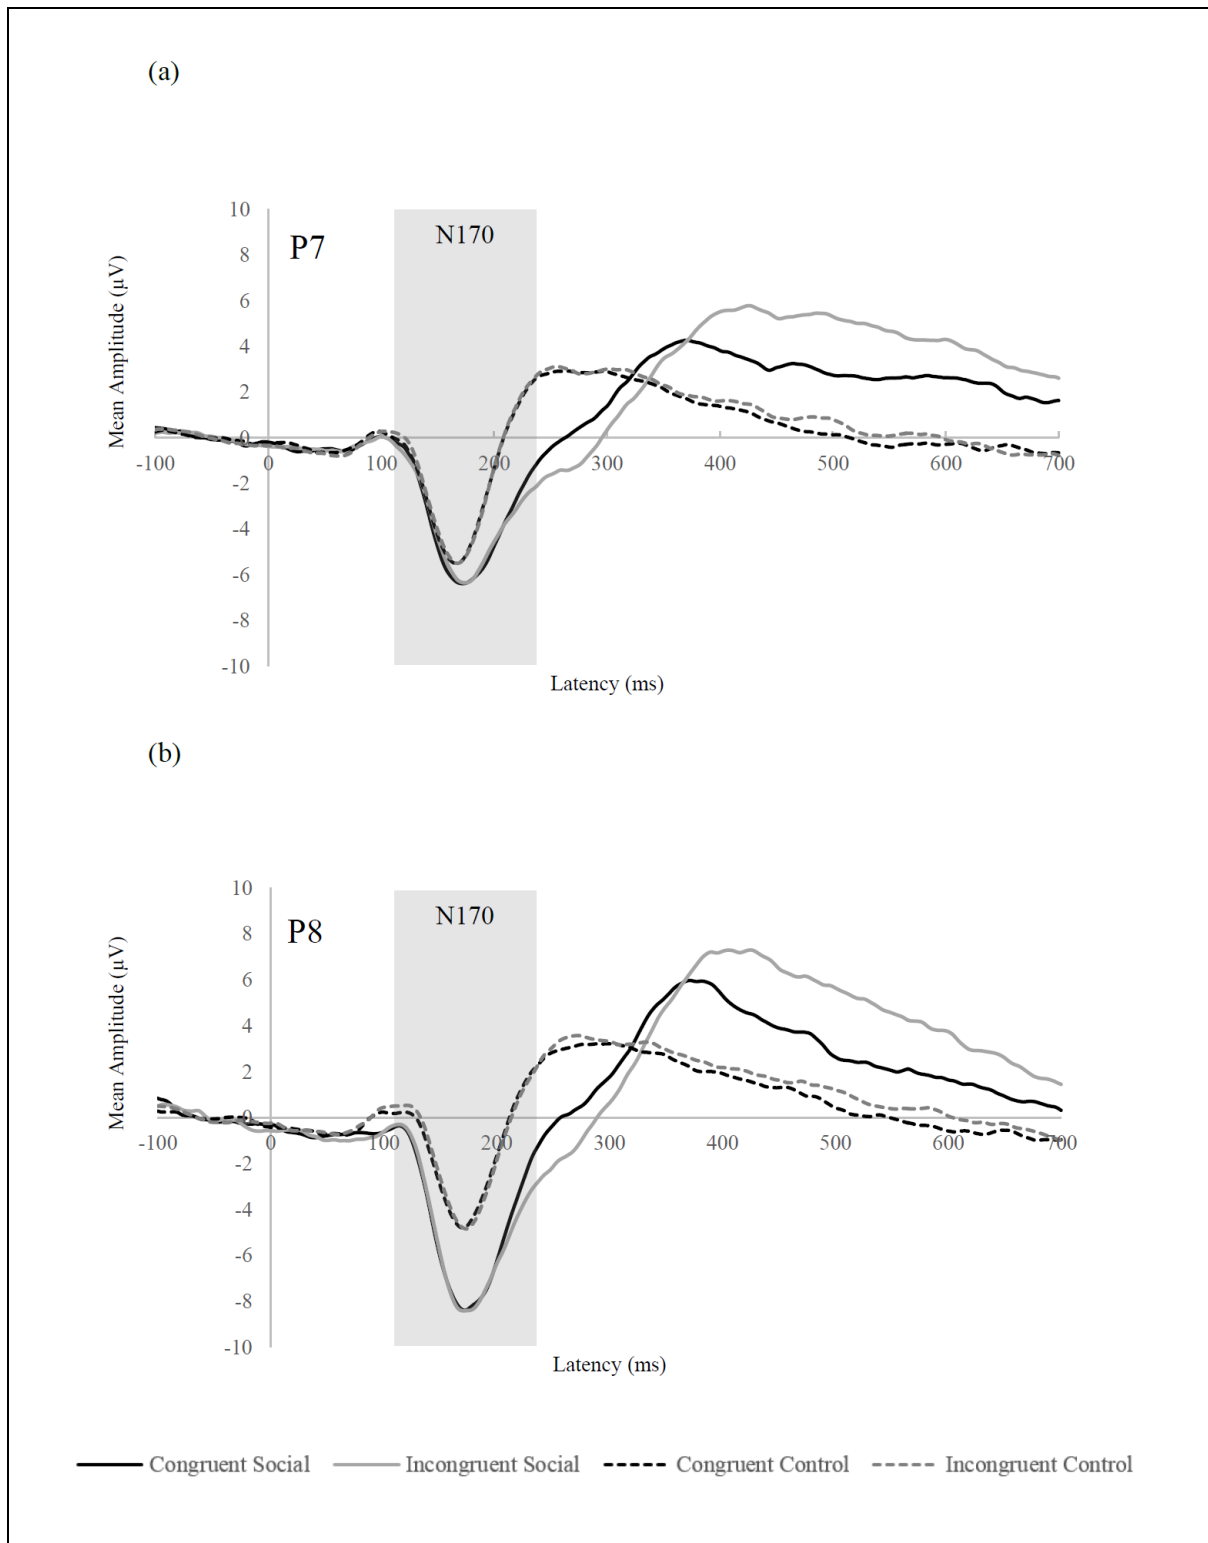 (a)
P7
N170
Mean Amplitude (µV)
10
8
6
4
2
0
-2
-4
-6
-8
-10
-100 0 100 200 300 400 500 600 700
Latency (ms)
(b)
P8
N170
Mean Amplitude (µV)
10
8
6
4
2
0
-2
-4
-6
-8
-10
-100 0 100 200 300 400 500 600 700
Latency (ms)
Congruent Social Incongruent Social Congruent Control Incongruent Control